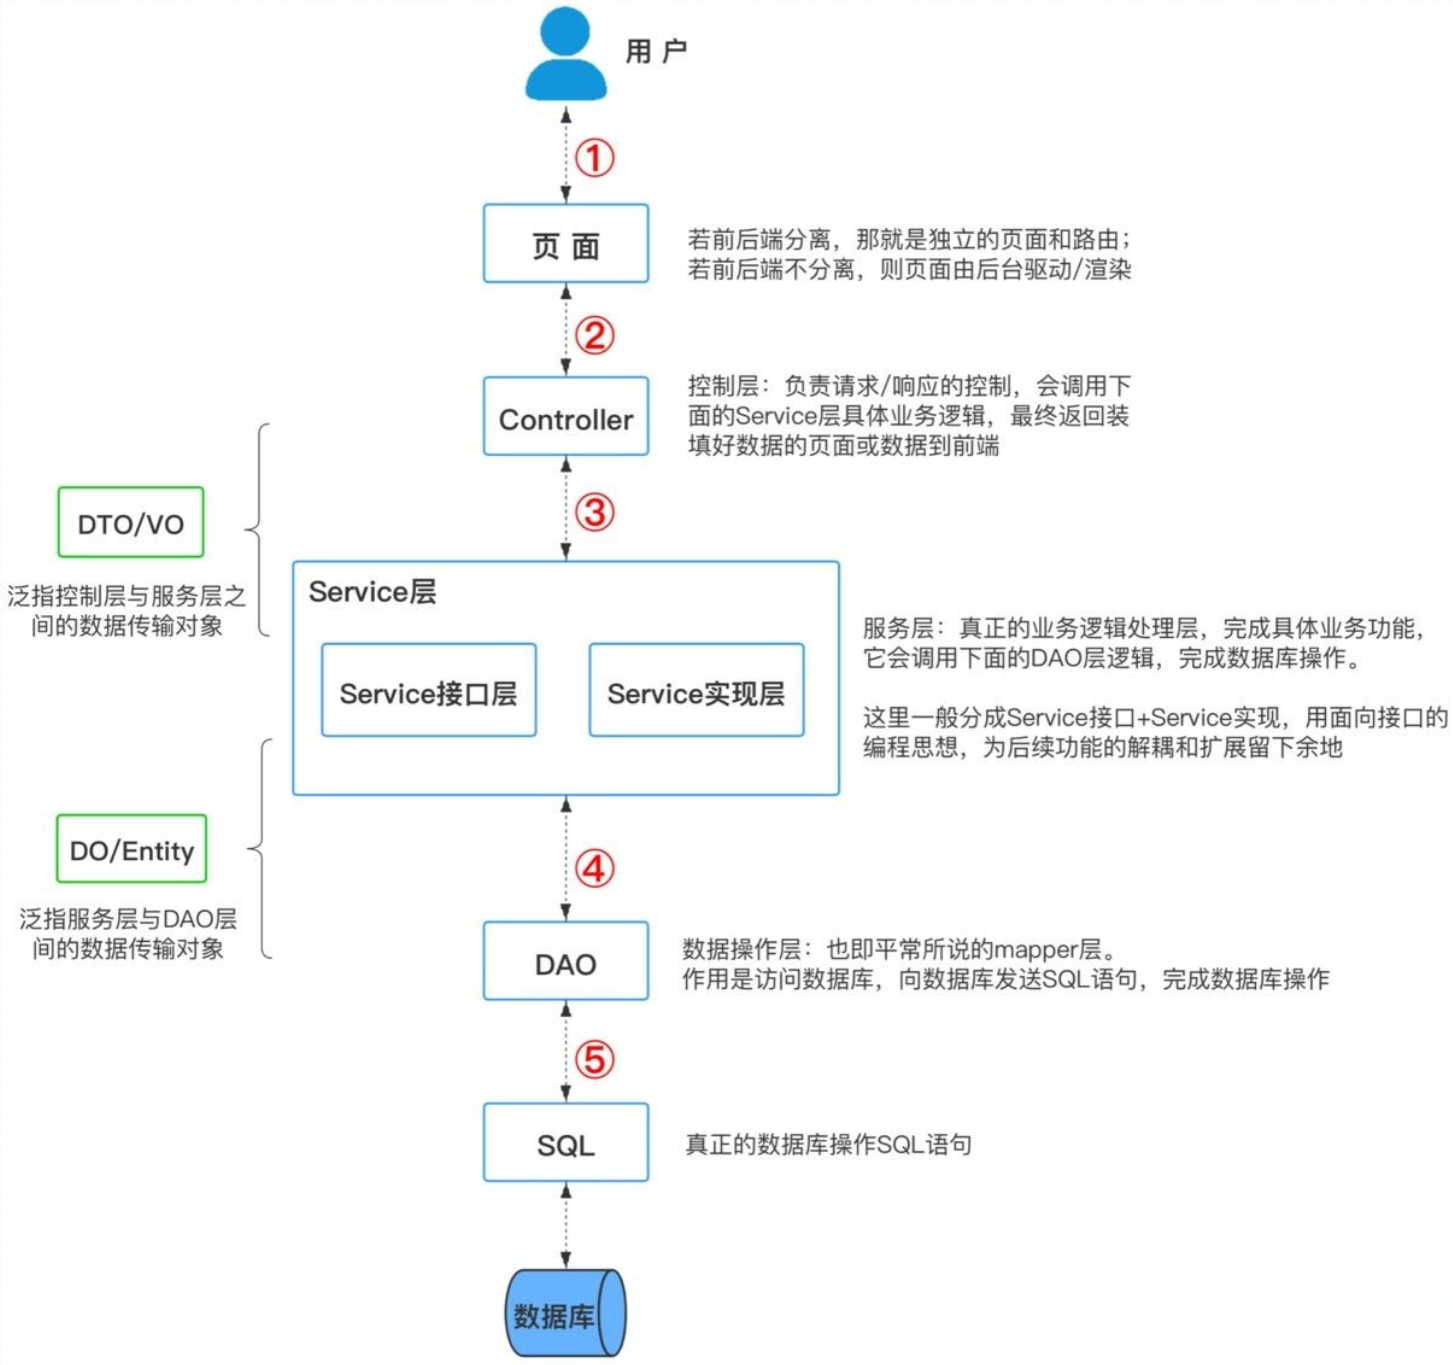 用 户
①
页 面
若前后端分离，那就是独立的页面和路由；
若前后端不分离，则页面由后台驱动/渲染
②
Controller
控制层：负责请求/响应的控制，会调用下
面的Service层具体业务逻辑，最终返回装
填好数据的页面或数据到前端
③
DTO/VO
泛指控制层与服务层之
间的数据传输对象
Service层
Service接口层
Service实现层
服务层：真正的业务逻辑处理层，完成具体业务功能，
它会调用下面的DAO层逻辑，完成数据库操作。
这里一般分成Service接口+Service实现，用面向接口的
编程思想，为后续功能的解耦和扩展留下余地
DO/Entity
泛指服务层与DAO层
间的数据传输对象
④
DAO
数据操作层：也即平常所说的mapper层。
作用是访问数据库，向数据库发送SQL语句，完成数据库操作
⑤
SQL
真正的数据库操作SQL语句
数据库